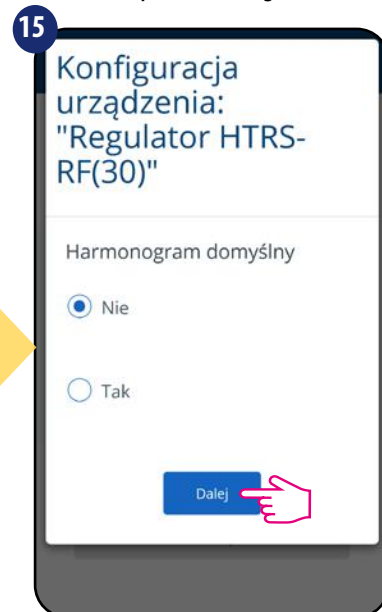 15
Konfiguracja
urządzenia:
"Regulator HTRS-
RF(30)"
Harmonogram domyślny
Nie
Tak
Dalej